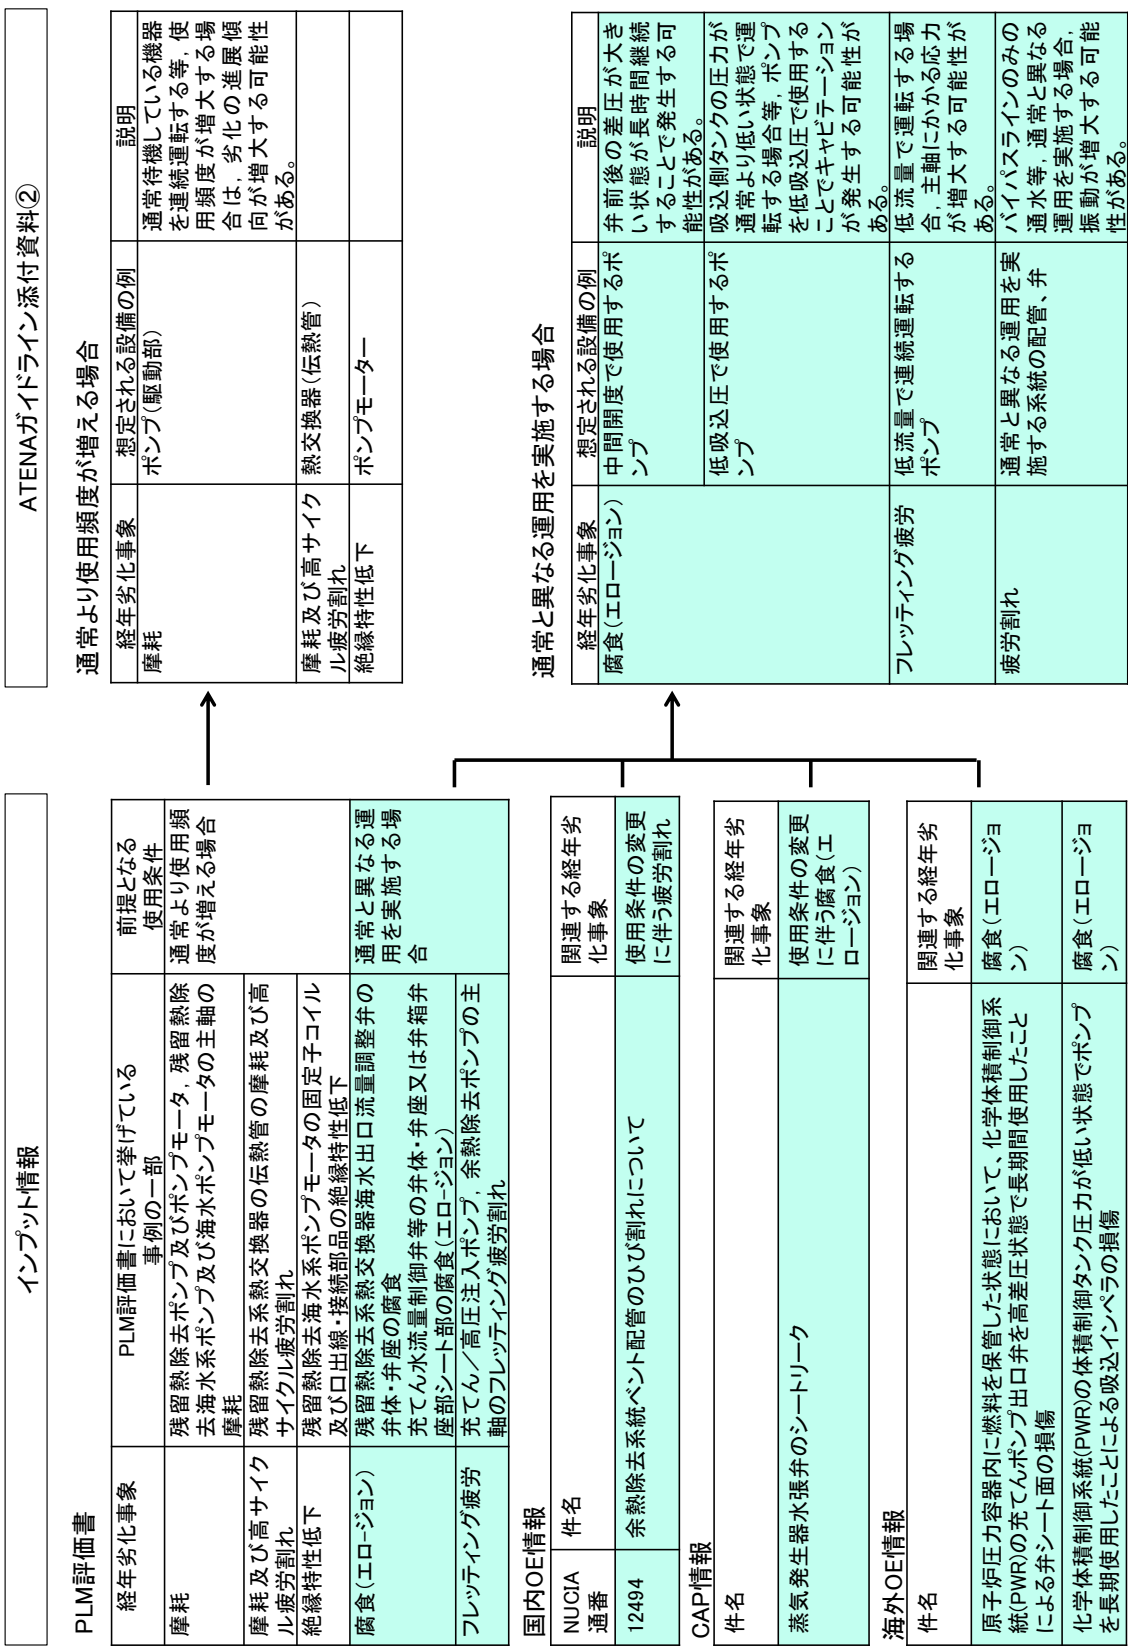 インプット情報
PLM評価書
経年劣化事象
PLM評価書において挙げている
事例の一部
前提となる
使用条件
摩耗
残留熱除去ポンプ及びポンプモータ，残留熱除
去海水系ポンプ及び海水ポンプモータの主軸の
摩耗
通常より使用頻
度が増える場合
摩耗及び高サイク
ル疲労割れ
残留熱除去系熱交換器の伝熱管の摩耗及び高
サイクル疲労割れ
絶縁特性低下
残留熱除去海水系ポンプモータの固定子コイル
及び口出線・接続部品の絶縁特性低下
腐食（エロージョン）
残留熱除去系熱交換器海水出口流量調整弁の
弁体・弁座の腐食
充てん水流量制御弁等の弁体・弁座又は弁箱弁
座部シート部の腐食（エロージョン）
通常と異なる運
用を実施する場
合
フレッティング疲労
充てん／高圧注入ポンプ，余熱除去ポンプの主
軸のフレッティング疲労割れ
国内OE情報
NUCIA
通番
件名
関連する経年劣
化事象
12494
余熱除去系統ベント配管のひび割れについて
使用条件の変更
に伴う疲労割れ
CAP情報
件名
関連する経年劣
化事象
蒸気発生器水張弁のシートリーク
使用条件の変更
に伴う腐食（エ
ロージョン）
海外OE情報
件名
関連する経年劣
化事象
原子炉圧力容器内に燃料を保管した状態において、化学体積制御系
統(PWR)の充てんポンプ出口弁を高差圧状態で長期間使用したこと
による弁シート面の損傷
腐食（エロージョ
ン）
化学体積制御系統(PWR)の体積制御タンク圧力が低い状態でポンプ
を長期使用したことによる吸込インペラの損傷
腐食（エロージョ
ン）
ATENAガイドライン添付資料②
通常より使用頻度が増える場合
経年劣化事象
想定される設備の例
説明
摩耗
ポンプ（駆動部）
通常待機している機器
を連続運転する等，使
用頻度が増大する場
合は，劣化の進展傾
向が増大する可能性
がある。
摩耗及び高サイク
ル疲労割れ
熱交換器（伝熱管）
絶縁特性低下
ポンプモーター
通常と異なる運用を実施する場合
経年劣化事象
想定される設備の例
説明
腐食（エロージョン）
中間開度で使用するポ
ンプ
弁前後の差圧が大き
い状態が長時間継続
することで発生する可
能性がある。
低吸込圧で使用するポ
ンプ
吸込側タンクの圧力が
通常より低い状態で運
転する場合等，ポンプ
を低吸込圧で使用する
ことでキャビテーション
が発生する可能性が
ある。
フレッティング疲労
低流量で連続運転する
ポンプ
低流量で運転する場
合，主軸にかかる応力
が増大する可能性が
ある。
疲労割れ
通常と異なる運用を実
施する系統の配管、弁
バイパスラインのみの
通水等，通常と異なる
運用を実施する場合，
振動が増大する可能
性がある。